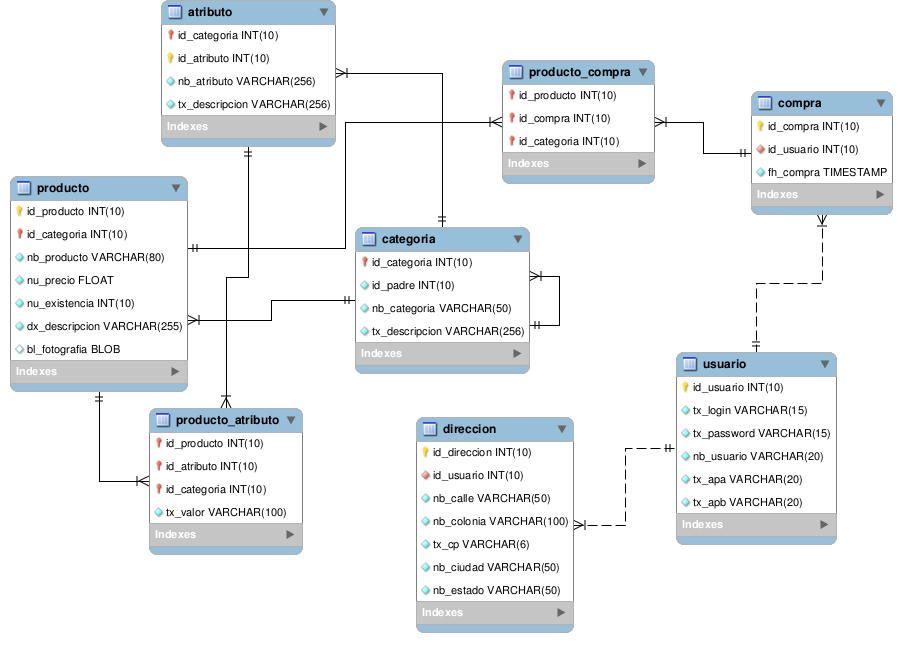 atributo
id_categoria INT(10)
id_atributo INT(10)
nb_atributo VARCHAR(256)
tx_descripcion VARCHAR(256)
Indexes
producto_compra
id_producto INT(10)
id_compra INT(10)
id_categoria INT(10)
Indexes
compra
id_compra INT(10)
id_usuario INT(10)
fh_compra TIMESTAMP
Indexes
producto
id_producto INT(10)
id_categoria INT(10)
nb_producto VARCHAR(80)
nu_precio FLOAT
nu_existencia INT(10)
dx_descripcion VARCHAR(255)
bl_fotografia BLOB
Indexes
categoria
id_categoria INT(10)
id_padre INT(10)
nb_categoria VARCHAR(50)
tx_descripcion VARCHAR(256)
Indexes
usuario
id_usuario INT(10)
tx_login VARCHAR(15)
tx_password VARCHAR(15)
nb_usuario VARCHAR(20)
tx_apa VARCHAR(20)
tx_apb VARCHAR(20)
Indexes
producto_atributo
id_producto INT(10)
id_atributo INT(10)
id_categoria INT(10)
tx_valor VARCHAR(100)
Indexes
direccion
id_direccion INT(10)
id_usuario INT(10)
nb_calle VARCHAR(50)
nb_colonia VARCHAR(100)
tx_cp VARCHAR(6)
nb_ciudad VARCHAR(50)
nb_estado VARCHAR(50)
Indexes